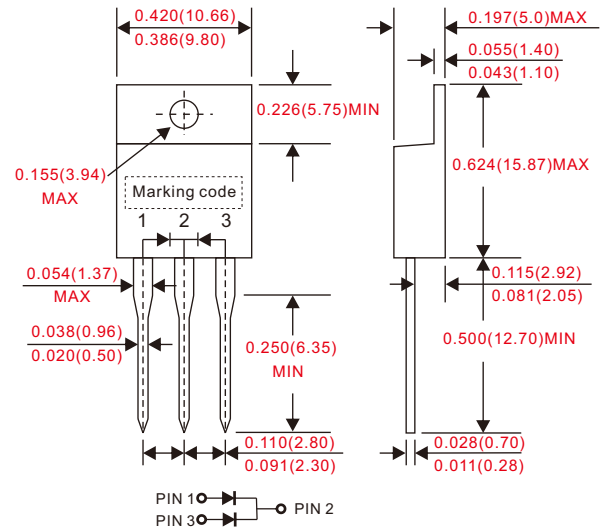 0.420(10.66)
0.386(9.80)
0.197(5.0)MAX
0.055(1.40)
0.043(1.10)
0.226(5.75)MIN
0.155(3.94)
MAX
0.624(15.87)MAX
Marking code
1 2 3
0.054(1.37)
MAX
0.115(2.92)
0.081(2.05)
0.038(0.96)
0.020(0.50)
0.250(6.35)
MIN
0.500(12.70)MIN
0.110(2.80)
0.091(2.30)
0.028(0.70)
0.011(0.28)
PIN 1
PIN 2
PIN 3